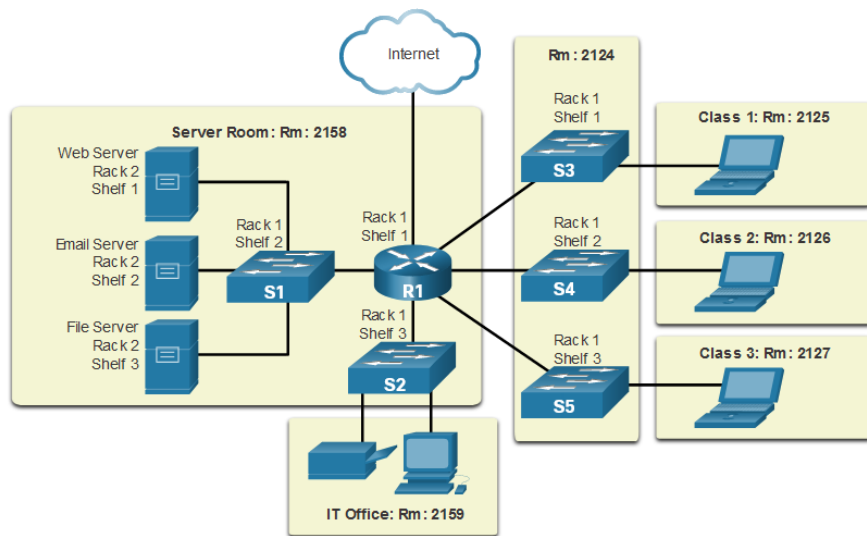 Internet
Server Room: Rm: 2158
Web Server
Rack 2
Shelf 1
Email Server
Rack 2
Shelf 2
File Server
Rack 2
Shelf 3
Rack 1
Shelf 2
S1
Rack 1
Shelf 1
R1
Rack 1
Shelf 3
S2
IT Office: Rm: 2159
Rm: 2124
Rack 1
Shelf 1
S3
Rack 1
Shelf 2
S4
Rack 1
Shelf 3
S5
Class 1: Rm: 2125
Class 2: Rm: 2126
Class 3: Rm: 2127